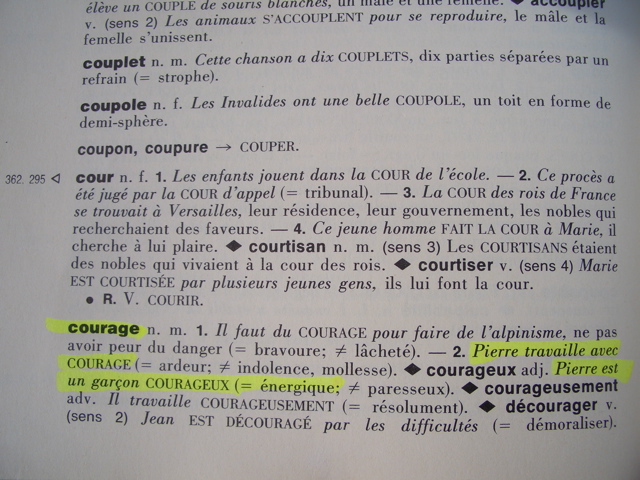 élève un COUPLE de souris blanches, un mâle et une femelle. ◆ accoupler
v. (sens 2) Les animaux S'ACCOUPLENT pour se reproduire, le mâle et la
femelle s'unissent.
couplet n. m. Cette chanson a dix COUPLETS, dix parties séparées par un
refrain (= strophe).
coupole n. f. Les Invalides ont une belle COUPOLE, un toit en forme de
demi-sphère.
coupon, coupure → COUPER.
362. 295 ◁ cour n. f. 1. Les enfants jouent dans la COUR de l'école. — 2. Ce procès a
été jugé par la COUR d'appel (= tribunal). — 3. La COUR des rois de France
se trouvait à Versailles, leur résidence, leur gouvernement, les nobles qui
recherchaient des faveurs. — 4. Ce jeune homme FAIT LA COUR à Marie, il
cherche à lui plaire. ◆ courtisan n. m. (sens 3) Les COURTISANS étaient
des nobles qui vivaient à la cour des rois. ◆ courtiser v. (sens 4) Marie
EST COURTISÉE par plusieurs jeunes gens, ils lui font la cour.
● R. V. COURIR.
courage n. m. 1. Il faut du COURAGE pour faire de l'alpinisme, ne pas
avoir peur du danger (= bravoure; ≠ lâcheté). — 2. Pierre travaille avec
COURAGE (= ardeur; ≠ indolence, mollesse). ◆ courageux adj. Pierre est
un garçon COURAGEUX (= énergique; ≠ paresseux). ◆ courageusement
adv. Il travaille COURAGEUSEMENT (= résolument). ◆ décourager v.
(sens 2) Jean EST DÉCOURAGÉ par les difficultés (= démoraliser).